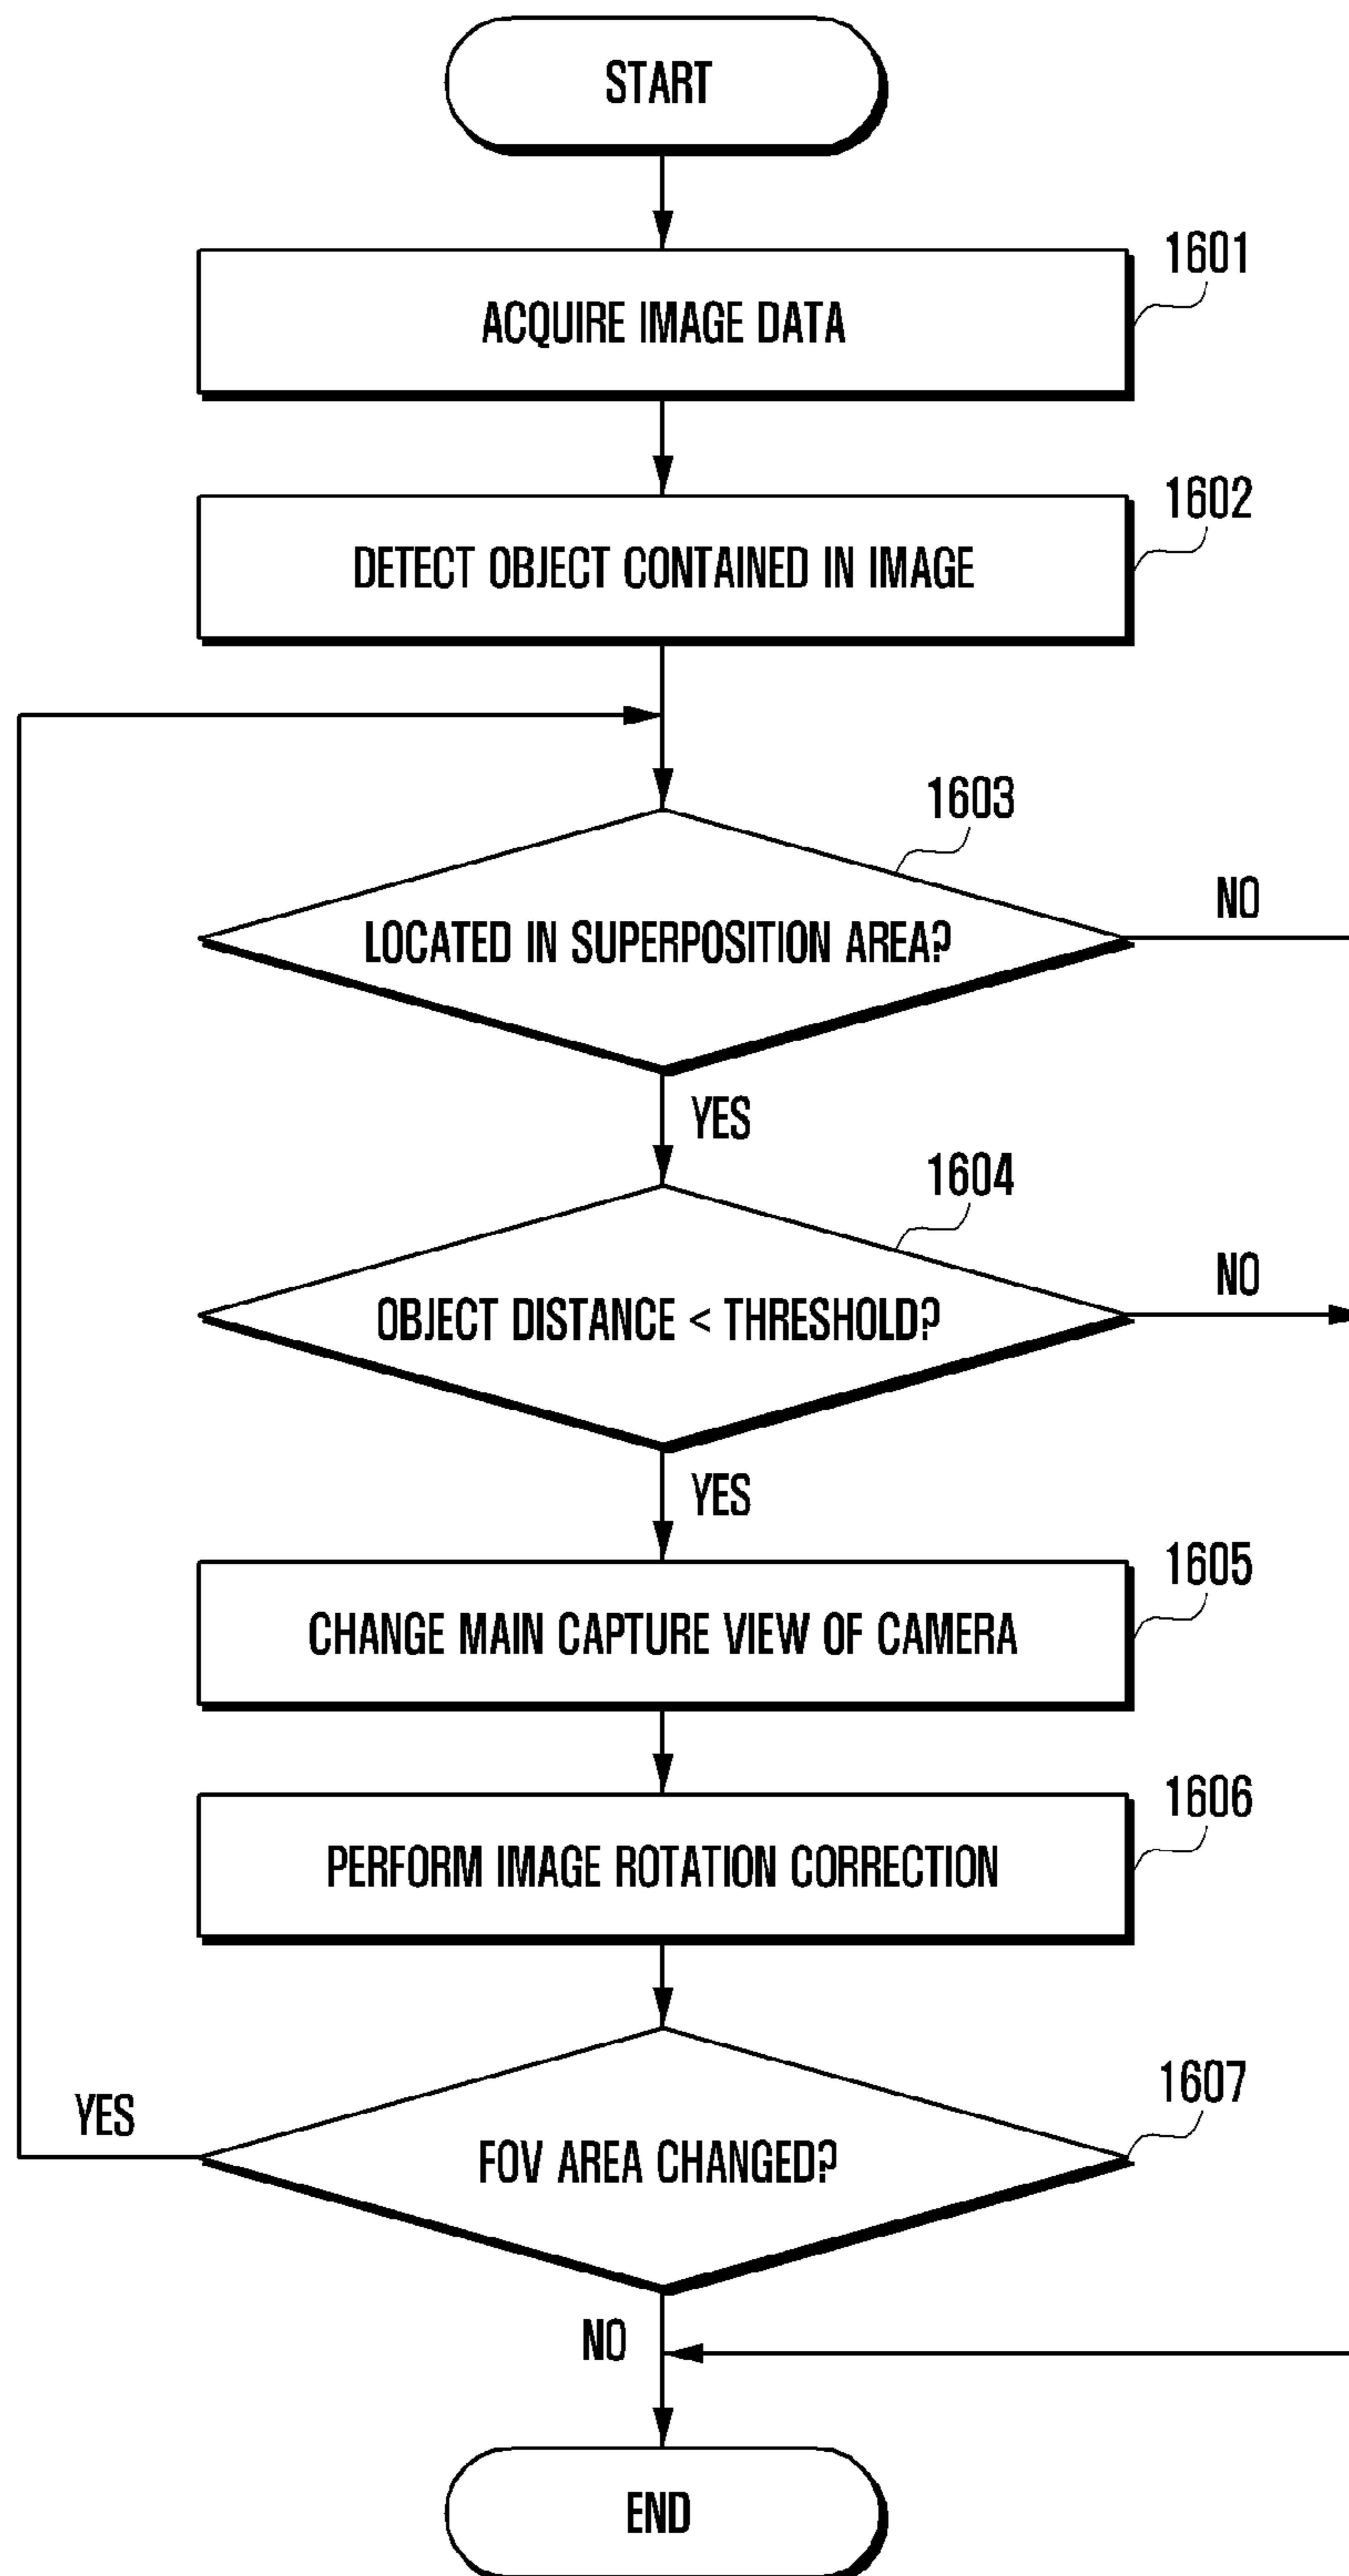 START
1601
ACQUIRE IMAGE DATA
1602
DETECT OBJECT CONTAINED IN IMAGE
1603
NO
LOCATED IN SUPERPOSITION AREA?
YES
1604
NO
OBJECT DISTANCE < THRESHOLD?
YES
1605
CHANGE MAIN CAPTURE VIEW OF CAMERA
1606
PERFORM IMAGE ROTATION CORRECTION
1607
YES
FOV AREA CHANGED?
NO
END